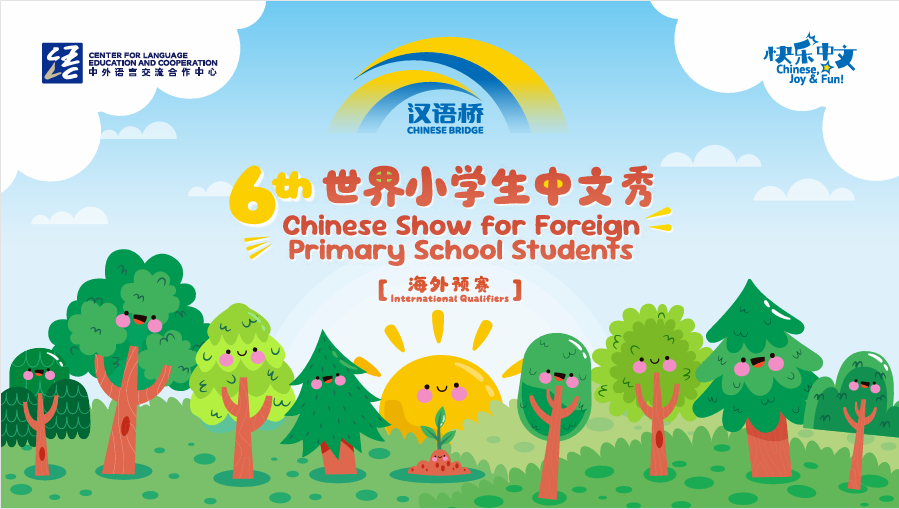 CENTER FOR LANGUAGE
EDUCATION AND COOPERATION
中外语言交流合作中心
快乐中文
Chinese,
Joy & Fun!
汉语桥
CHINESE BRIDGE
6th 世界小学生中文秀
Chinese Show for Foreign
Primary School Students
[ 海外预赛
International Qualifiers ]